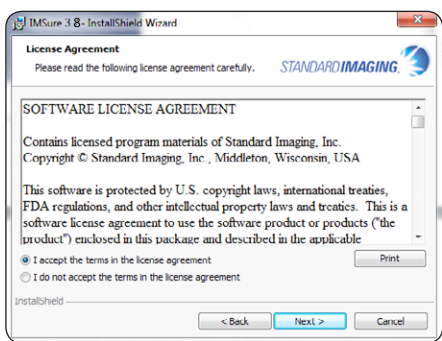 IMSure 3.8- InstallShield Wizard
License Agreement
Please read the following license agreement carefully.
STANDARD IMAGING
SOFTWARE LICENSE AGREEMENT
Contains licensed program materials of Standard Imaging, Inc.
Copyright © Standard Imaging, Inc., Middleton, Wisconsin, USA
This software is protected by U.S. copyright laws, international treaties,
FDA regulations, and other intellectual property laws and treaties. This is a
software license agreement to use the software product or products ("the
product") enclosed in this package and described in the applicable
I accept the terms in the license agreement
Print
I do not accept the terms in the license agreement
InstallShield
< Back
Next >
Cancel